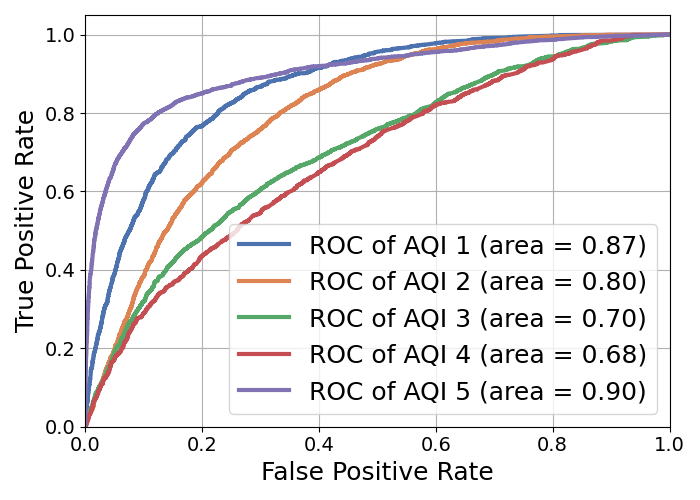 1.0
0.8
0.6
0.4
0.2
0.0
True Positive Rate
ROC of AQI 1 (area = 0.87)
ROC of AQI 2 (area = 0.80)
ROC of AQI 3 (area = 0.70)
ROC of AQI 4 (area = 0.68)
ROC of AQI 5 (area = 0.90)
0.0 0.2 0.4 0.6 0.8 1.0
False Positive Rate